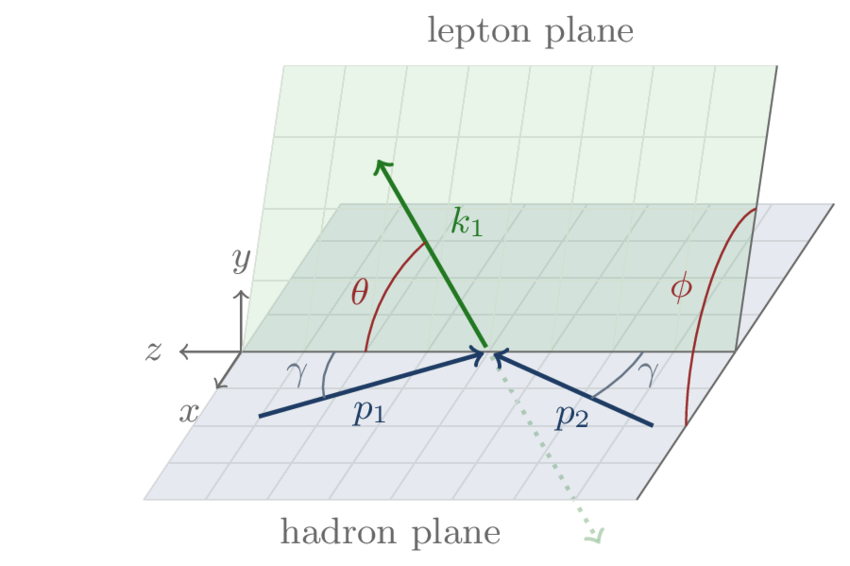 lepton plane
k₁
y
θ
ϕ
z
γ
γ
x
p₁
p₂
hadron plane